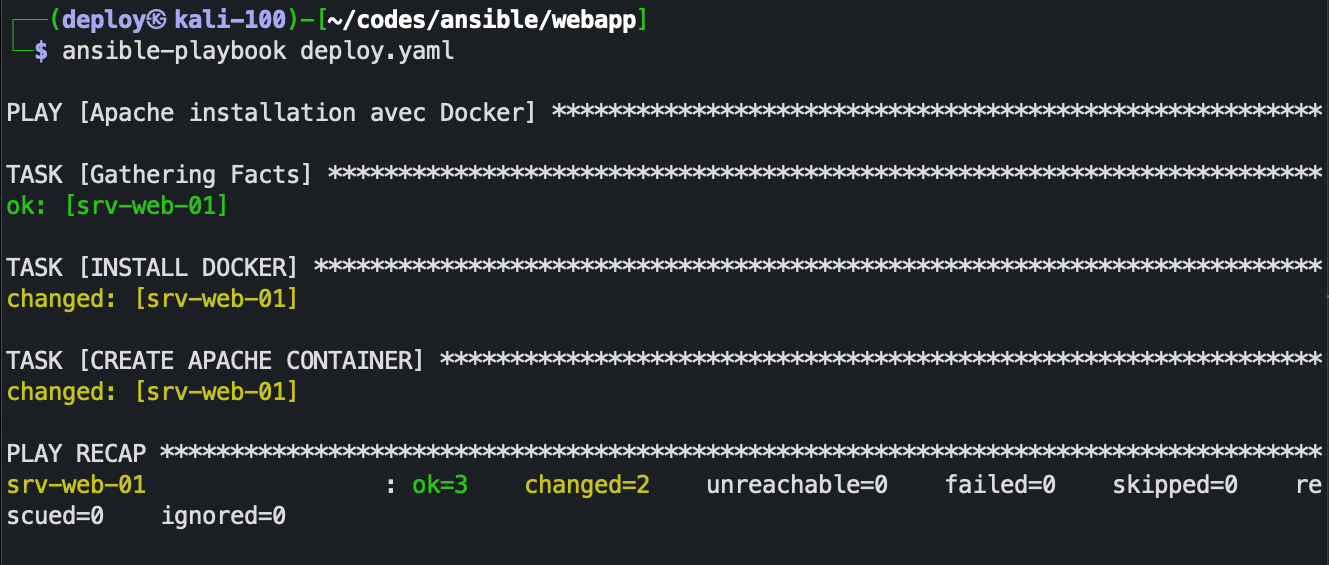 ┌──(deploy㉿kali-100)-[~/codes/ansible/webapp]
└─$ ansible-playbook deploy.yaml
PLAY [Apache installation avec Docker] *******************************************************
TASK [Gathering Facts] ***********************************************************************
ok: [srv-web-01]
TASK [INSTALL DOCKER] ************************************************************************
changed: [srv-web-01]
TASK [CREATE APACHE CONTAINER] ***************************************************************
changed: [srv-web-01]
PLAY RECAP ***********************************************************************************
srv-web-01                 : ok=3    changed=2    unreachable=0    failed=0    skipped=0    re
scued=0    ignored=0